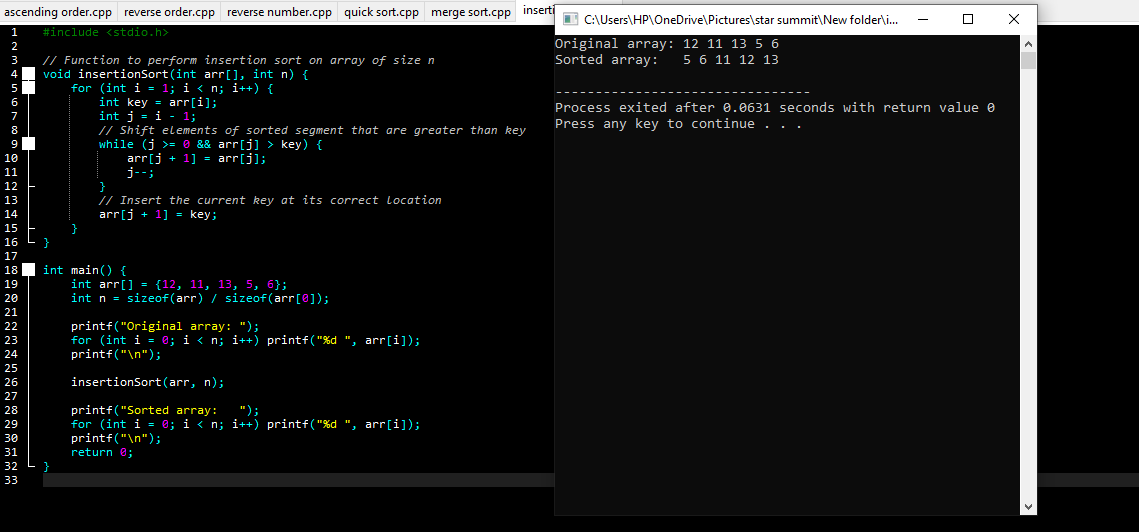 ascending order.cpp reverse order.cpp reverse number.cpp quick sort.cpp merge sort.cpp
1 #include <stdio.h>
2
3 // Function to perform insertion sort on array of size n
4 void insertionSort(int arr[], int n) {
5 for (int i = 1; i < n; i++) {
6 int key = arr[i];
7 int j = i - 1;
8 // Shift elements of sorted segment that are greater than key
9 while (j >= 0 && arr[j] > key) {
10 arr[j + 1] = arr[j];
11 j--;
12 }
13 // Insert the current key at its correct location
14 arr[j + 1] = key;
15 }
16 }
17
18 int main() {
19 int arr[] = {12, 11, 13, 5, 6};
20 int n = sizeof(arr) / sizeof(arr[0]);
21
22 printf("Original array: ");
23 for (int i = 0; i < n; i++) printf("%d ", arr[i]);
24 printf("\n");
25
26 insertionSort(arr, n);
27
28 printf("Sorted array:   ");
29 for (int i = 0; i < n; i++) printf("%d ", arr[i]);
30 printf("\n");
31 return 0;
32 }
33
C:\Users\HP\OneDrive\Pictures\star summit\New folder\i...
Original array: 12 11 13 5 6
Sorted array:   5 6 11 12 13
--------------------------------
Process exited after 0.0631 seconds with return value 0
Press any key to continue . . .